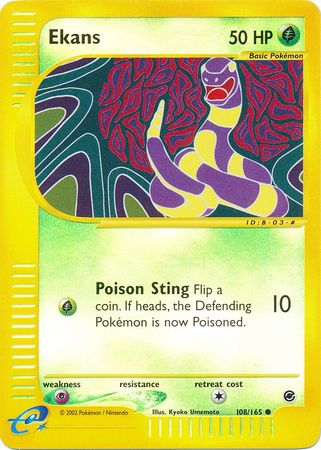 Ekans 50 HP
Basic Pokémon
ID:B-03-#
Poison Sting Flip a
coin. If heads, the Defending
Pokémon is now Poisoned.
10
weakness resistance retreat cost
e © 2002 Pokémon / Nintendo Illus. Kyoko Umemoto 108/165 ●